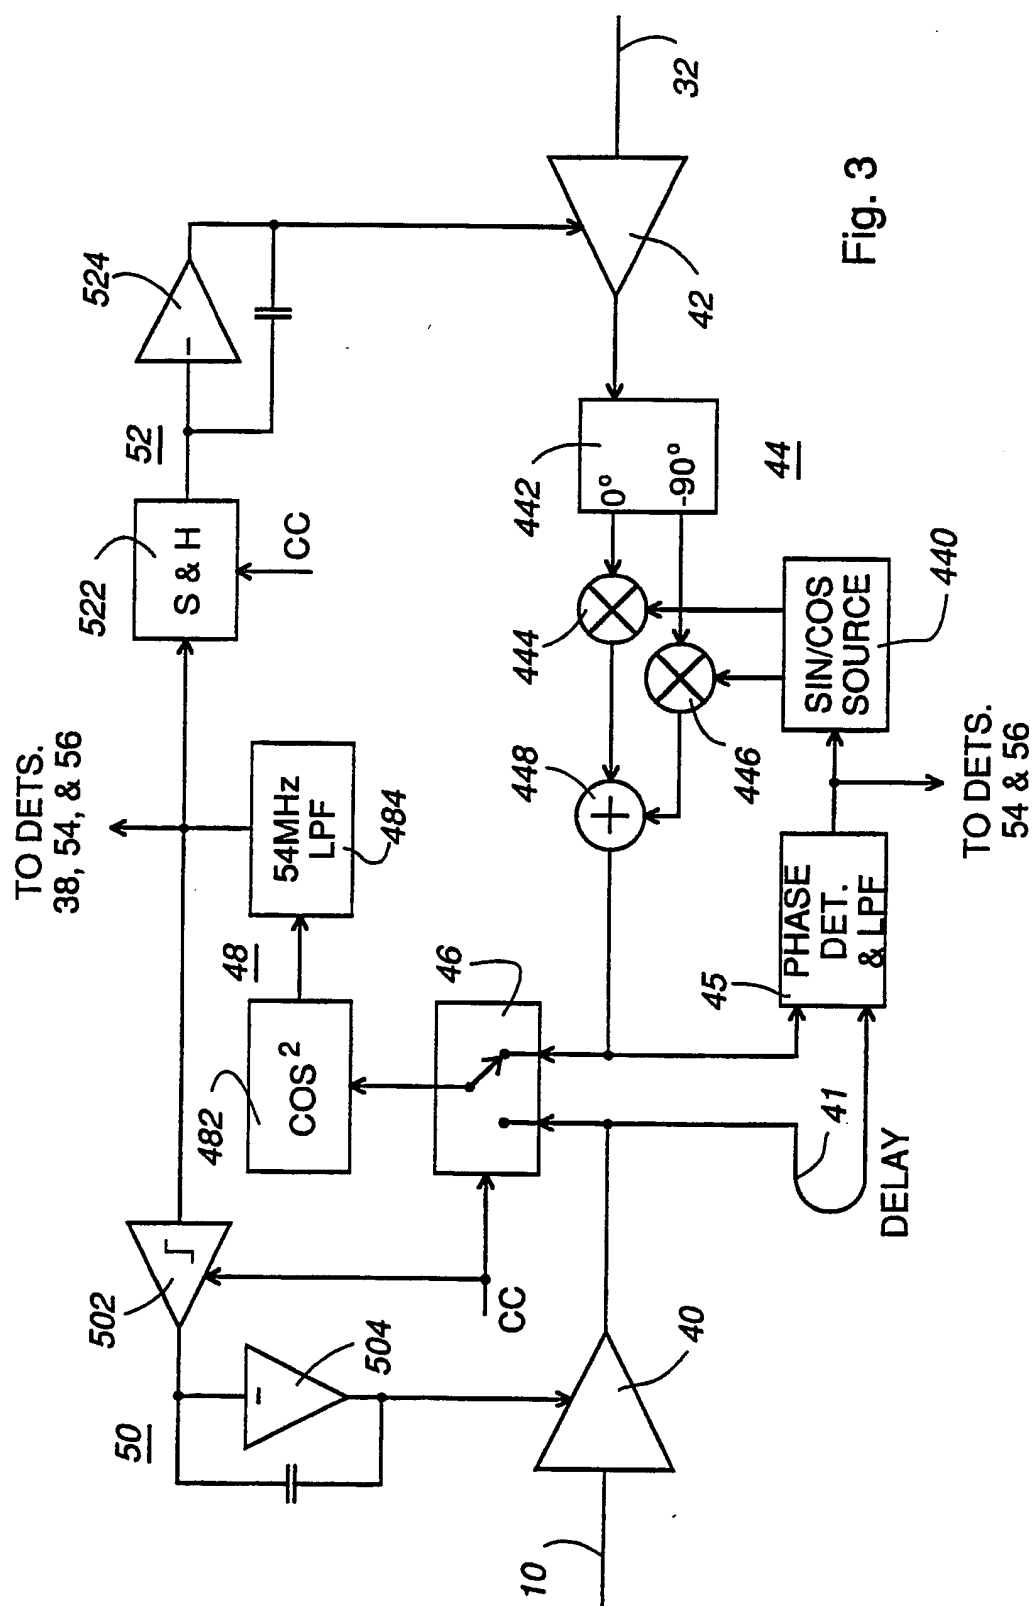 TO DETS.
38, 54, & 56
522
S & H
CC
52
524
−
502
50
504
−
CC
482
COS²
48
54MHz
LPF
484
46
10
40
41
DELAY
45
PHASE
DET.
& LPF
448
444
446
442
0°
-90°
44
42
32
SIN/COS
SOURCE
440
TO DETS.
54 & 56
Fig. 3